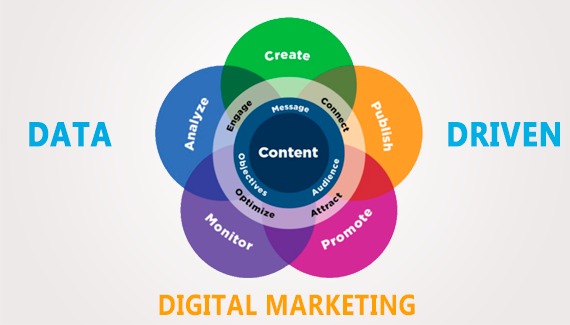 Create
Engage
Connect
Message
Analyze
Publish
DATA
DRIVEN
Content
Objectives
Audience
Optimize
Attract
Monitor
Promote
DIGITAL MARKETING